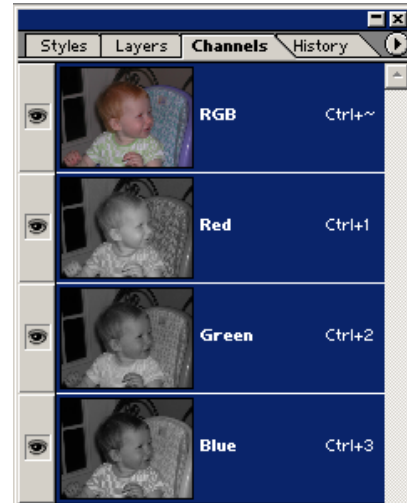 Styles Layers Channels History
RGB Ctrl+~
Red Ctrl+1
Green Ctrl+2
Blue Ctrl+3